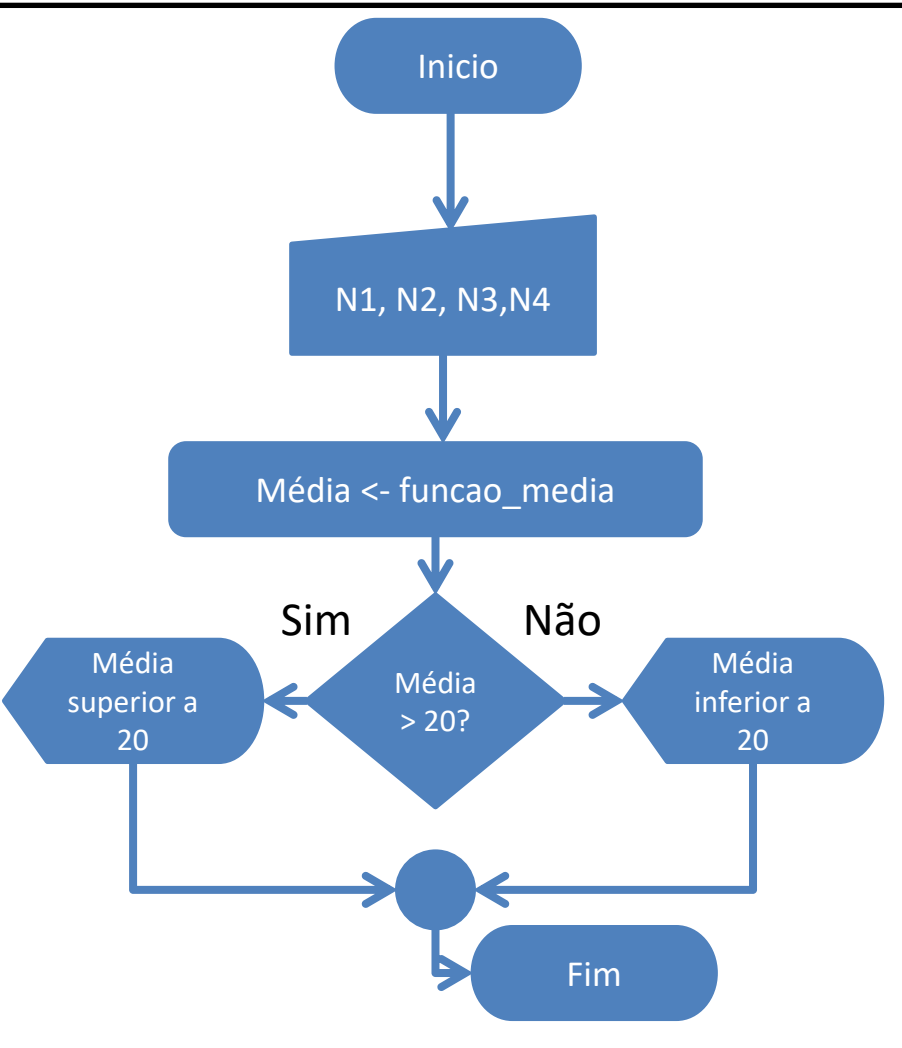 Inicio
N1, N2, N3,N4
Média <- funcao_media
Sim
Não
Média
superior a
20
Média
> 20?
Média
inferior a
20
Fim